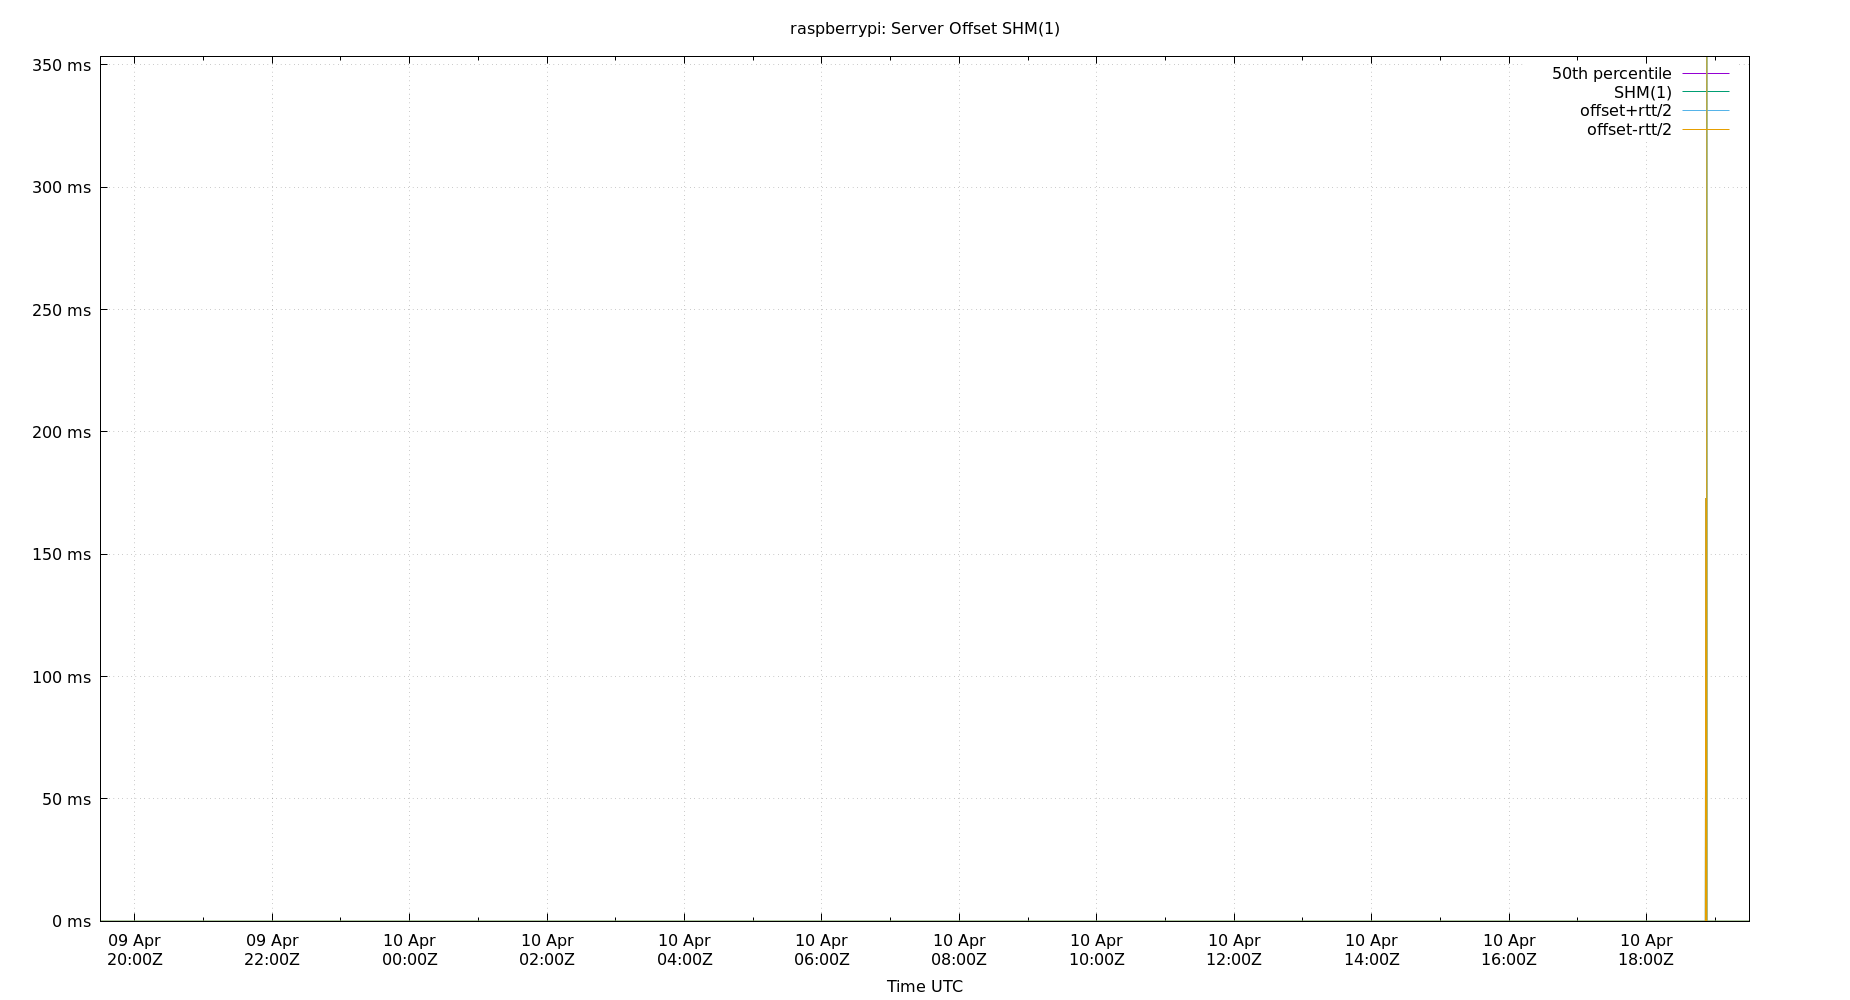 raspberrypi: Server Offset SHM(1)
350 ms
300 ms
250 ms
200 ms
150 ms
100 ms
50 ms
0 ms
50th percentile
SHM(1)
offset+rtt/2
offset-rtt/2
09 Apr 09 Apr 10 Apr 10 Apr 10 Apr 10 Apr 10 Apr 10 Apr 10 Apr 10 Apr 10 Apr 10 Apr
20:00Z 22:00Z 00:00Z 02:00Z 04:00Z 06:00Z 08:00Z 10:00Z 12:00Z 14:00Z 16:00Z 18:00Z
Time UTC